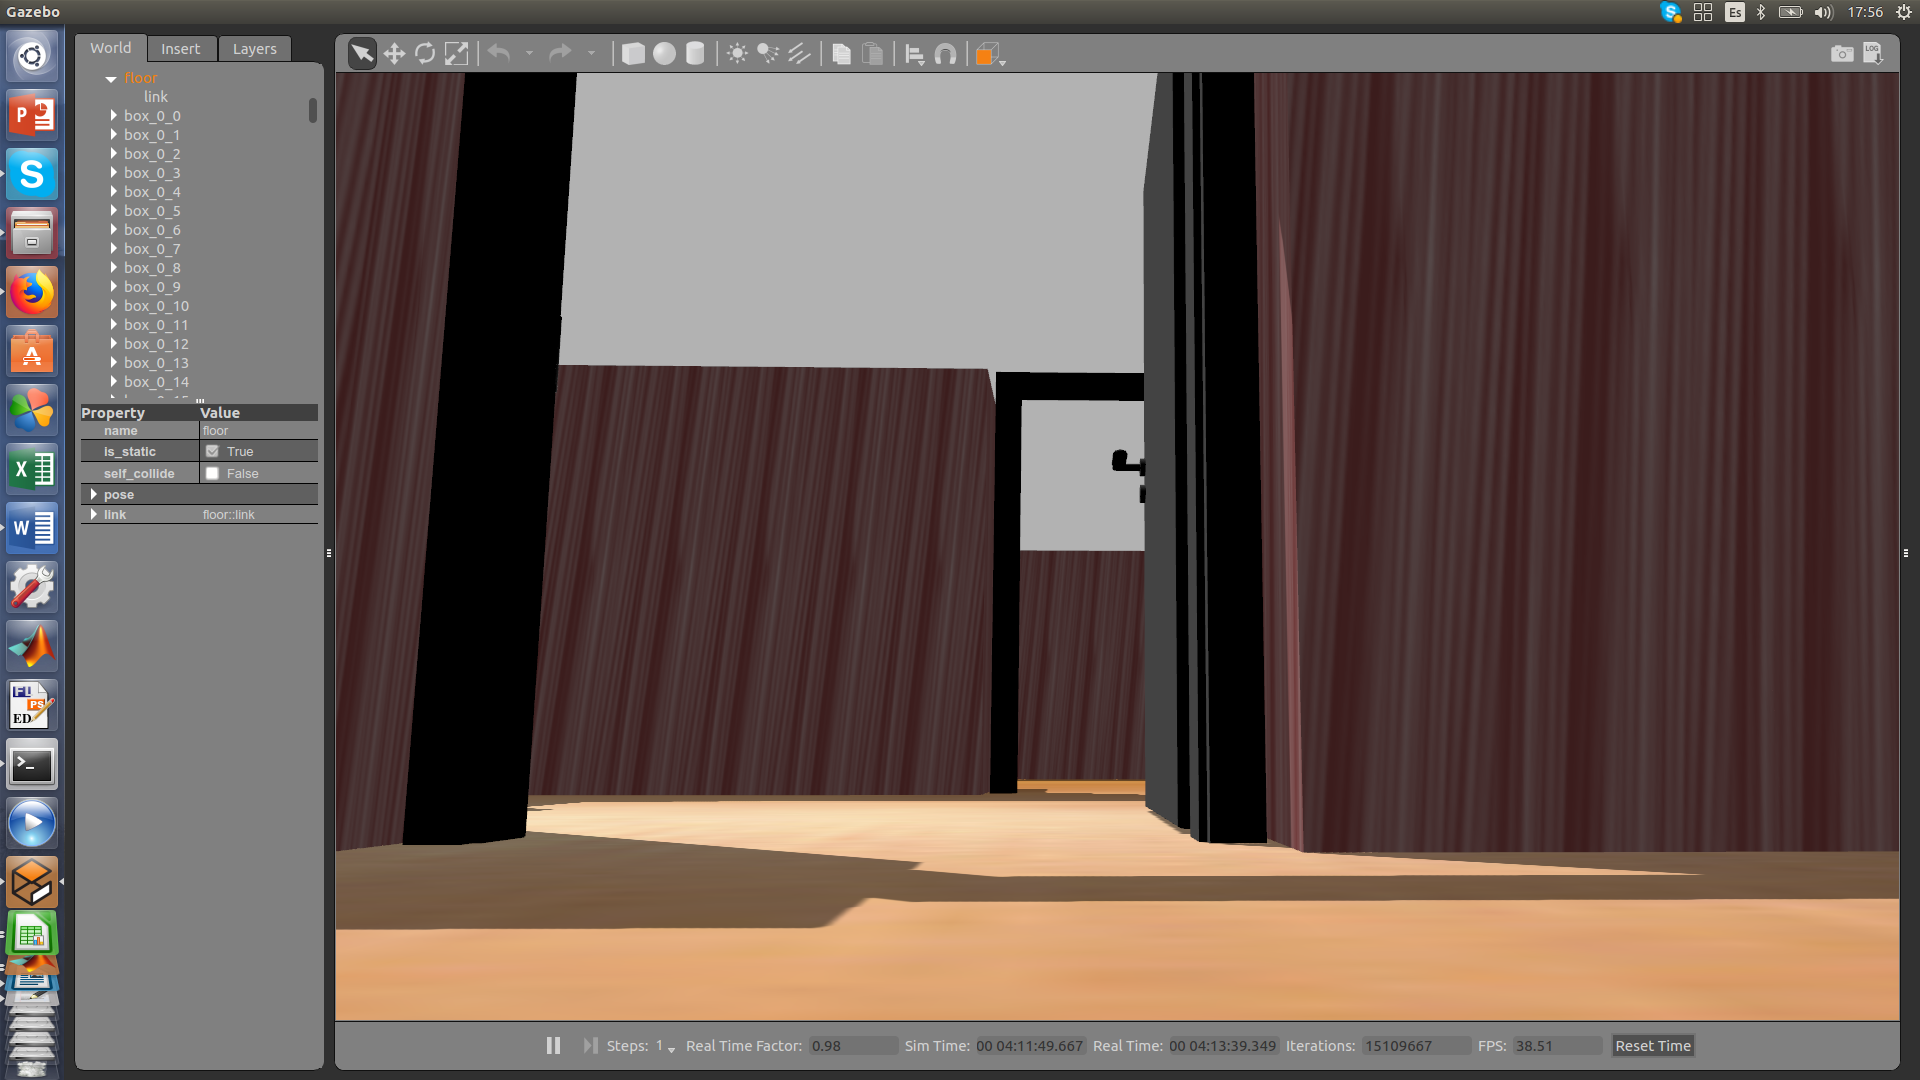 Gazebo
Es
17:56
World Insert Layers
LOG
floor
link
box_0_0
box_0_1
box_0_2
box_0_3
box_0_4
box_0_5
box_0_6
box_0_7
box_0_8
box_0_9
box_0_10
box_0_11
box_0_12
box_0_13
box_0_14
Property Value
name floor
is_static True
self_collide False
pose
link floor::link
P
S
A
X
W
FL
PS
ED
>_
Steps: 1 Real Time Factor: 0.98 Sim Time: 00 04:11:49.667 Real Time: 00 04:13:39.349 Iterations: 15109667 FPS: 38.51 Reset Time